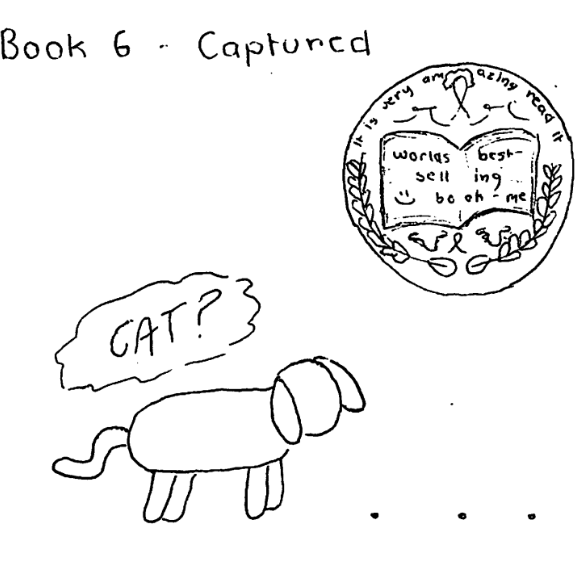 Book 6 - Captured
It is very amazing read it
worlds best-
sell ing
book - me
CAT?
. . .